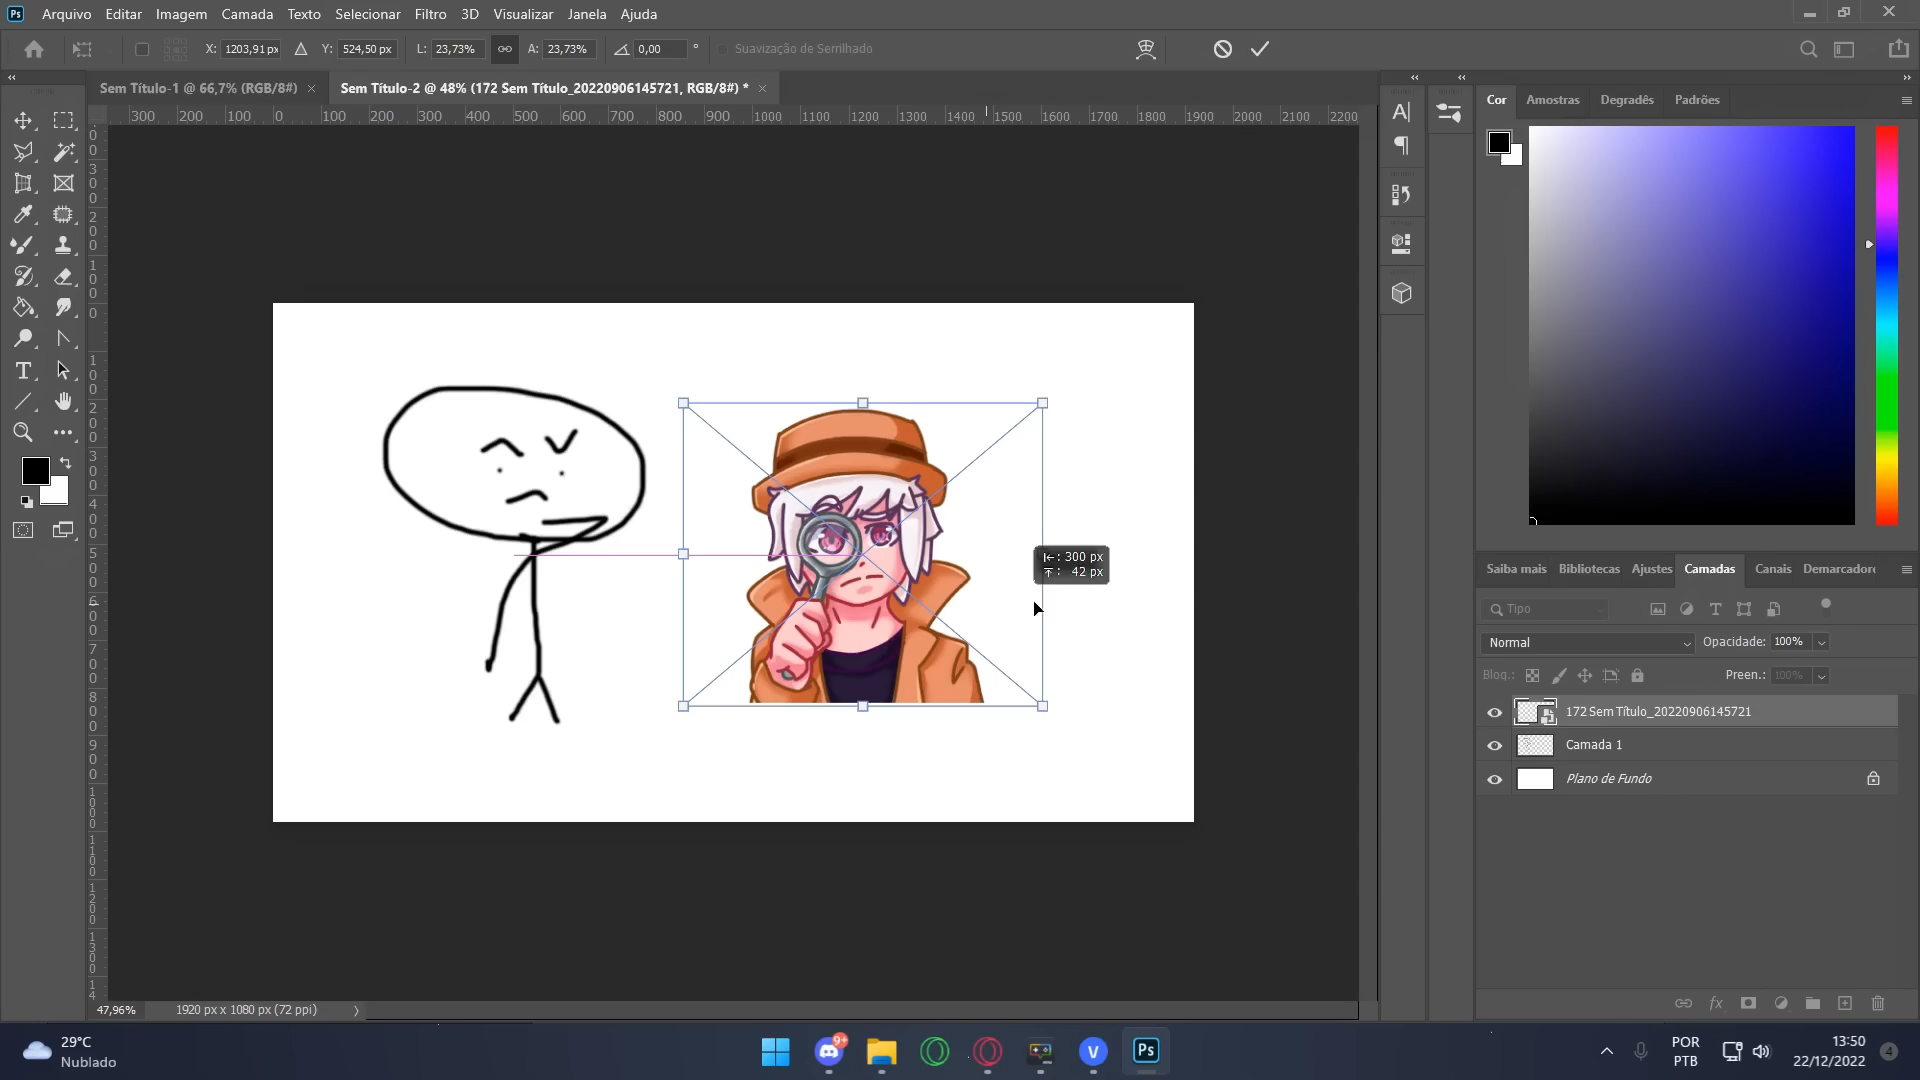 Ps Arquivo Editar Imagem Camada Texto Selecionar Filtro 3D Visualizar Janela Ajuda
X: 1203,91 px Y: 524,50 px L: 23,73% A: 23,73% 0,00 ° Suavização de Serrilhado
Sem Título-1 @ 66,7% (RGB/8#) × Sem Título-2 @ 48% (172 Sem Título_20220906145721, RGB/8#) * ×
300 200 100 0 100 200 300 400 500 600 700 800 900 1000 1100 1200 1300 1400 1500 1600 1700 1800 1900 2000 2100 2200
Cor Amostras Degradês Padrões
: 300 px
: 42 px
Saiba mais Bibliotecas Ajustes Camadas Canais Demarcadore
Tipo
Normal Opacidade: 100%
Bloq.: Preen.: 100%
172 Sem Título_20220906145721
Camada 1
Plano de Fundo
47,96% 1920 px x 1080 px (72 ppi)
29°C
Nublado
9+
V
Ps
POR
PTB
13:50
22/12/2022
4